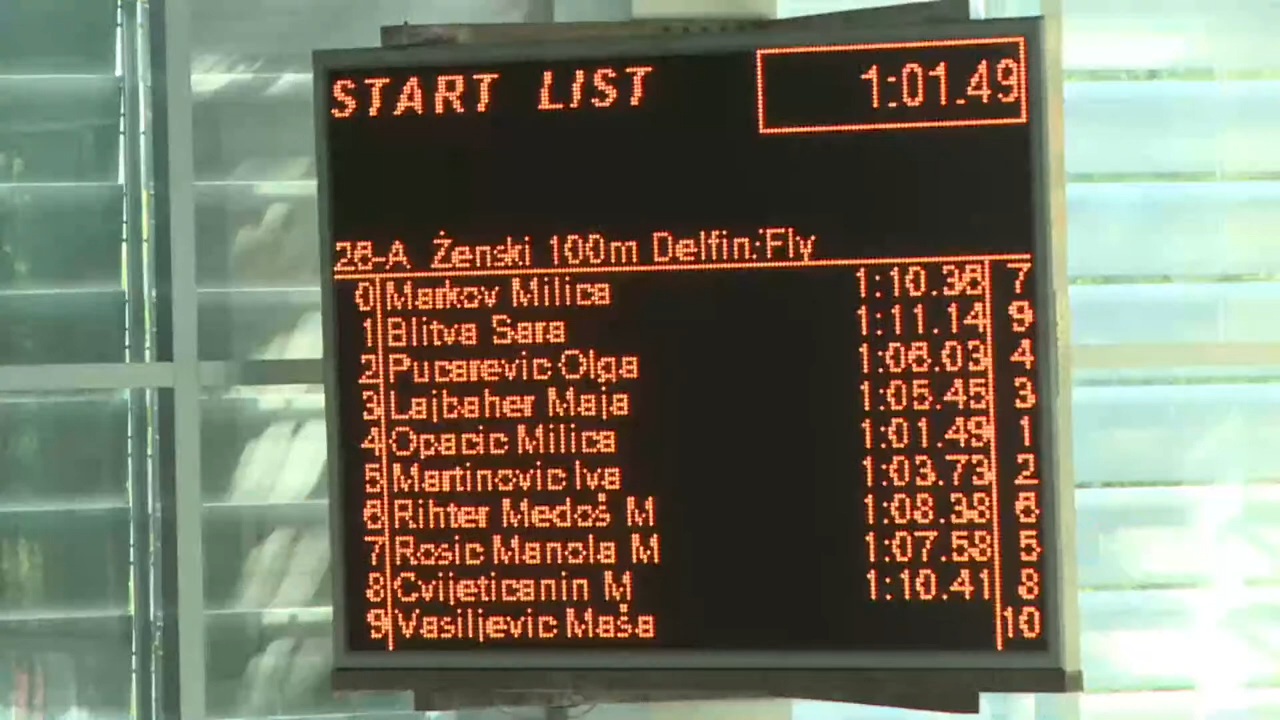 START LIST 1:01.49
26-A Ženski 100m Delfin:Fly
0 Markov Milica 1:10.36 7
1 Blitva Sara 1:11.14 9
2 Pucarevic Olga 1:06.03 4
3 Lajbaher Maja 1:05.45 3
4 Opacic Milica 1:01.49 1
5 Martinovic Iva 1:03.73 2
6 Rihter Medoš M 1:08.38 6
7 Rosic Manola M 1:07.58 5
8 Cvijeticanin M 1:10.41 8
9 Vasiljevic Maša 10